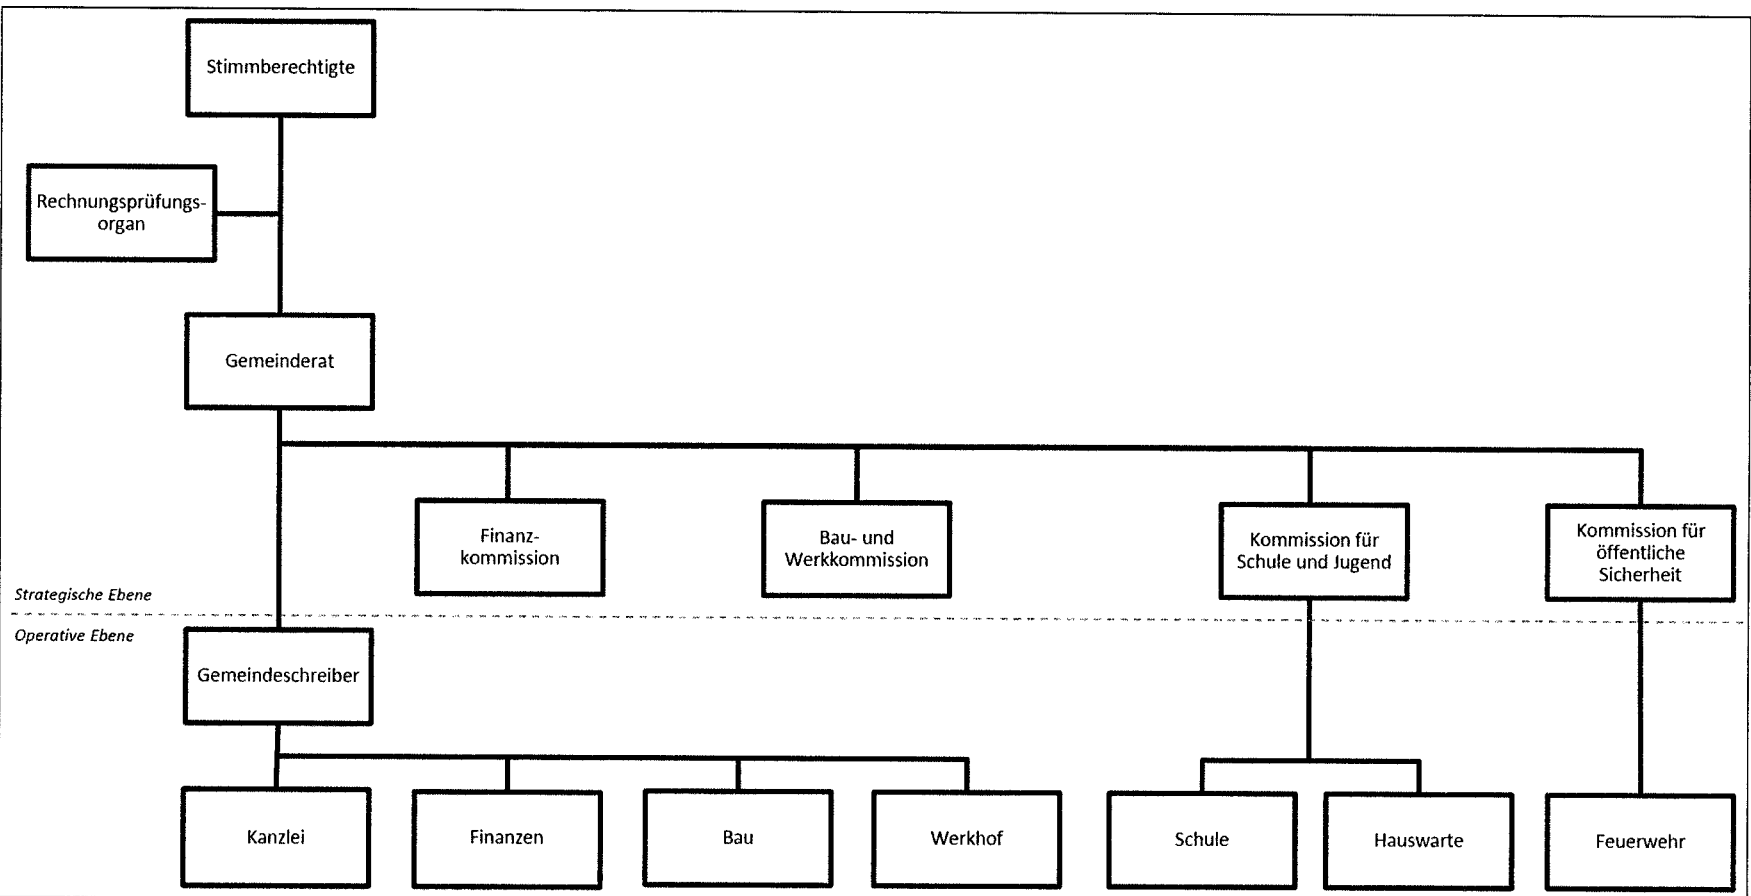 Stimmberechtigte
Rechnungsprüfungs-
organ
Gemeinderat
Finanz-
kommission
Bau- und
Werkkommission
Kommission für
Schule und Jugend
Kommission für
öffentliche
Sicherheit
Strategische Ebene
Operative Ebene
Gemeindeschreiber
Kanzlei
Finanzen
Bau
Werkhof
Schule
Hauswarte
Feuerwehr